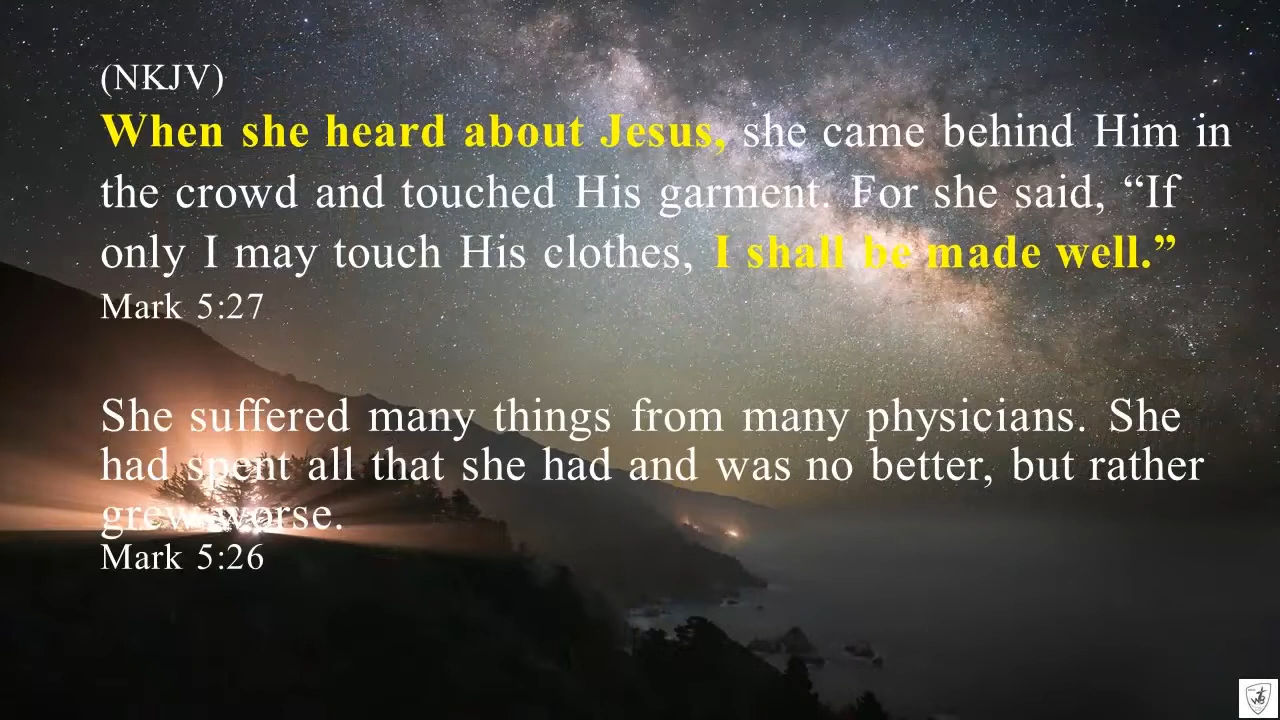 (NKJV)
When she heard about Jesus, she came behind Him in
the crowd and touched His garment. For she said, “If
only I may touch His clothes, I shall be made well.”
Mark 5:27
She suffered many things from many physicians. She
had spent all that she had and was no better, but rather
grew worse.
Mark 5:26